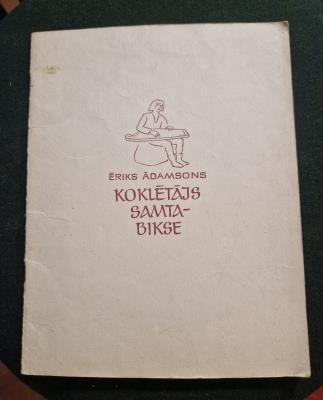 ĒRIKS ĀDAMSONS
KOKLĒTĀJS
SAMTA-
BIKSE